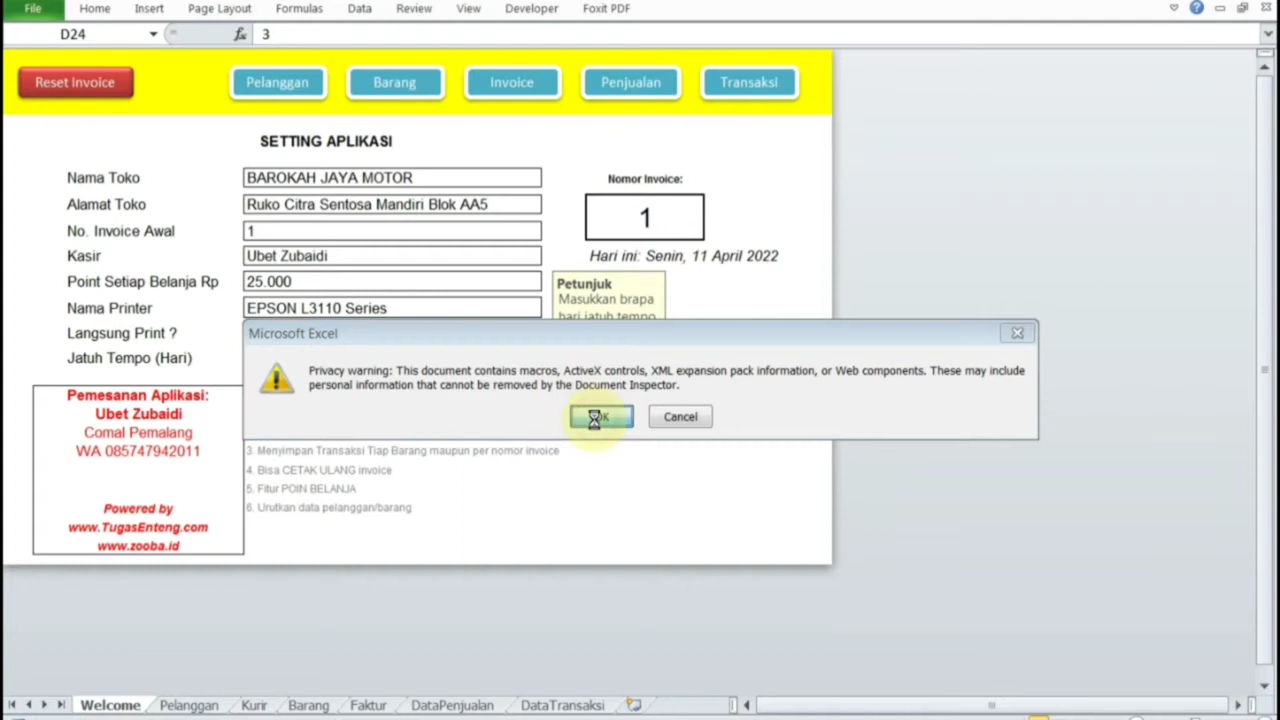 File Home Insert Page Layout Formulas Data Review View Developer Foxit PDF
D24 fx 3
Reset Invoice Pelanggan Barang Invoice Penjualan Transaksi
SETTING APLIKASI
Nama Toko BAROKAH JAYA MOTOR
Nomor Invoice:
Alamat Toko Ruko Citra Sentosa Mandiri Blok AA5
1
No. Invoice Awal 1
Kasir Ubet Zubaidi
Hari ini: Senin, 11 April 2022
Point Setiap Belanja Rp 25.000
Petunjuk
Masukkan brapa
hari jatuh tempo
Nama Printer EPSON L3110 Series
Langsung Print ?
Jatuh Tempo (Hari)
Microsoft Excel
Privacy warning: This document contains macros, ActiveX controls, XML expansion pack information, or Web components. These may include
personal information that cannot be removed by the Document Inspector.
Cancel
Pemesanan Aplikasi:
Ubet Zubaidi
Comal Pemalang
WA 085747942011
Powered by
www.TugasEnteng.com
www.zooba.id
3. Menyimpan Transaksi Tiap Barang maupun per nomor invoice
4. Bisa CETAK ULANG invoice
5. Fitur POIN BELANJA
6. Urutkan data pelanggan/barang
Welcome Pelanggan Kurir Barang Faktur DataPenjualan DataTransaksi